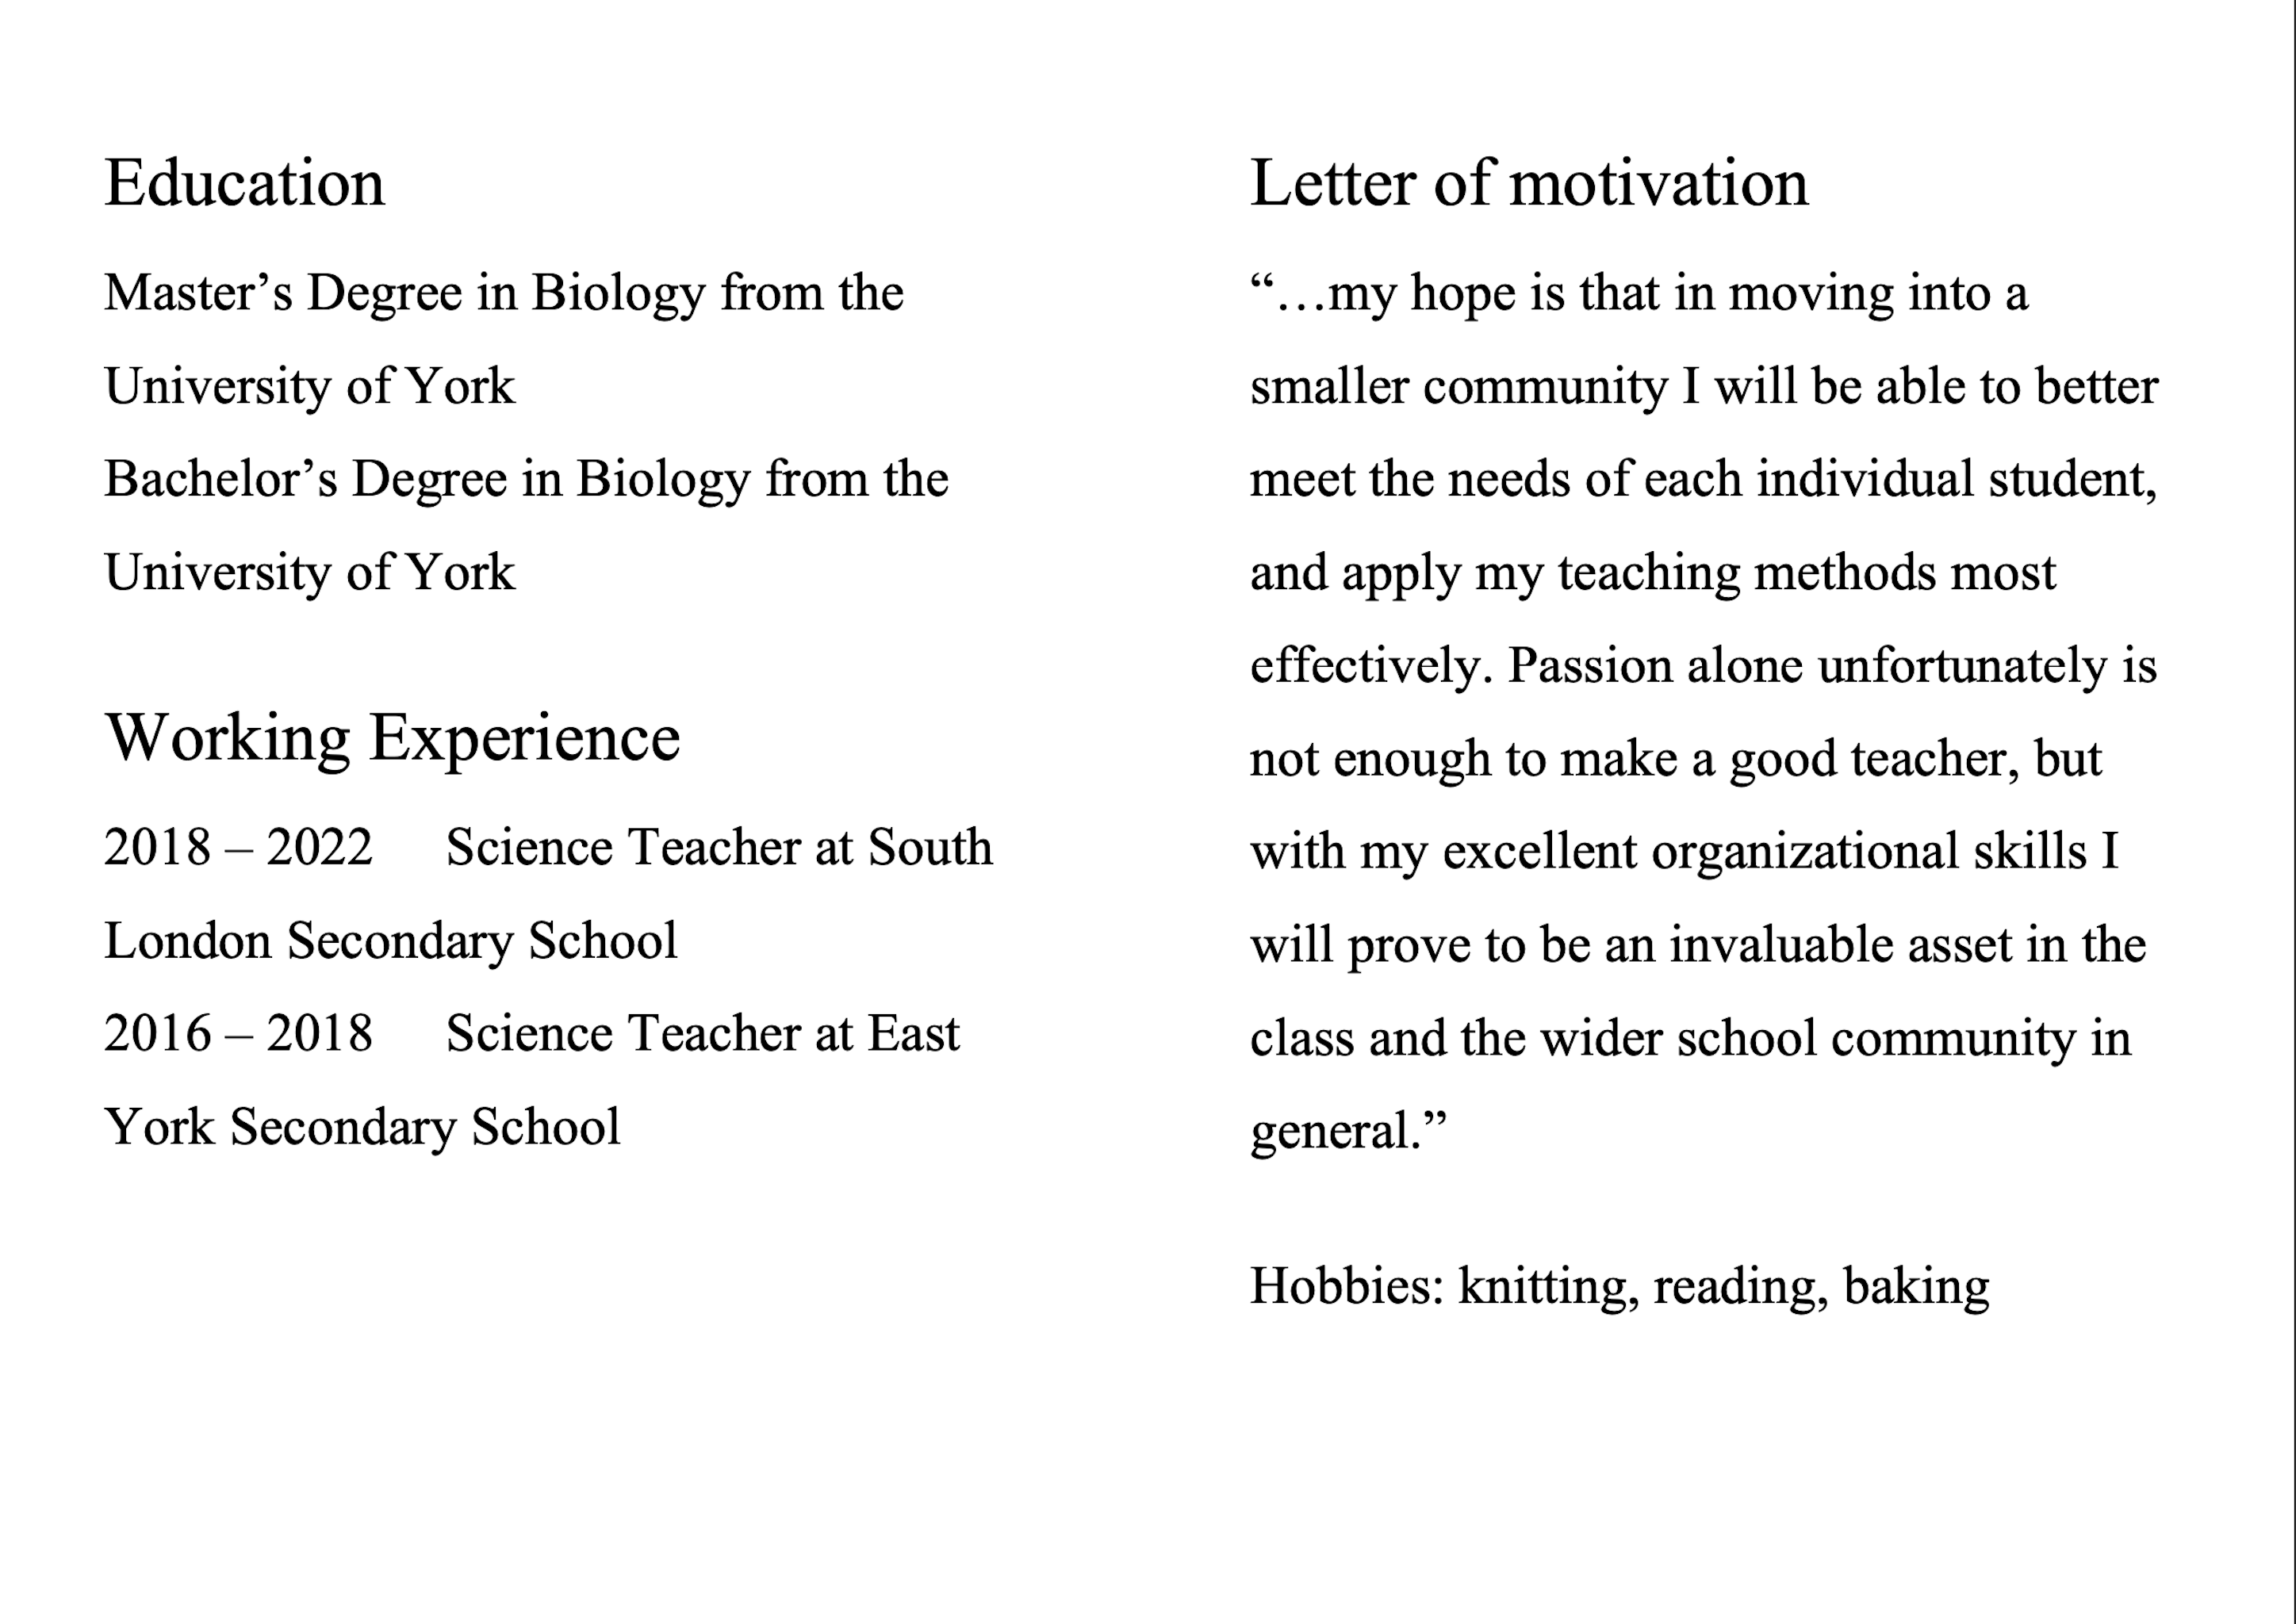 Education
Master’s Degree in Biology from the
University of York
Bachelor’s Degree in Biology from the
University of York
Working Experience
2018 – 2022 Science Teacher at South
London Secondary School
2016 – 2018 Science Teacher at East
York Secondary School
Letter of motivation
“…my hope is that in moving into a
smaller community I will be able to better
meet the needs of each individual student,
and apply my teaching methods most
effectively. Passion alone unfortunately is
not enough to make a good teacher, but
with my excellent organizational skills I
will prove to be an invaluable asset in the
class and the wider school community in
general.”
Hobbies: knitting, reading, baking